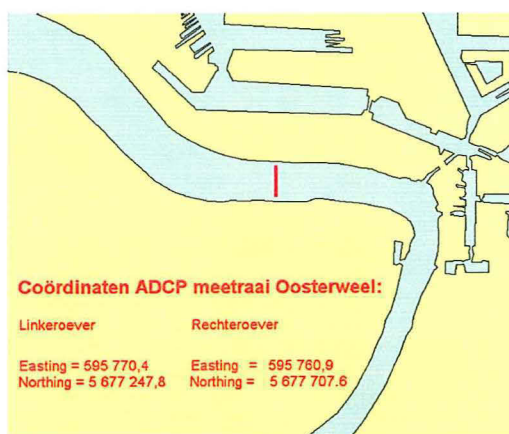 Coördinaten ADCP meetraai Oosterweel:
Linkeroever Rechteroever
Easting = 595 770,4 Easting = 595 760,9
Northing = 5 677 247,8 Northing = 5 677 707.6